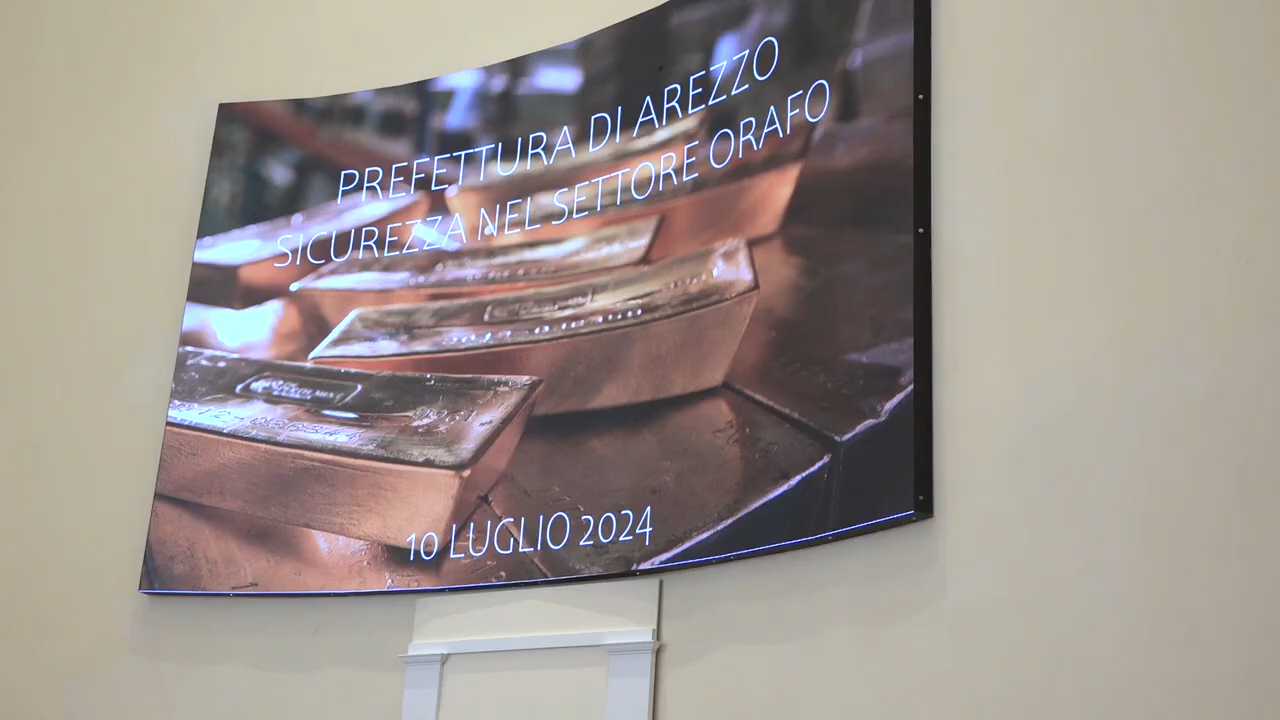 PREFETTURA DI AREZZO
SICUREZZA NEL SETTORE ORAFO
10 LUGLIO 2024